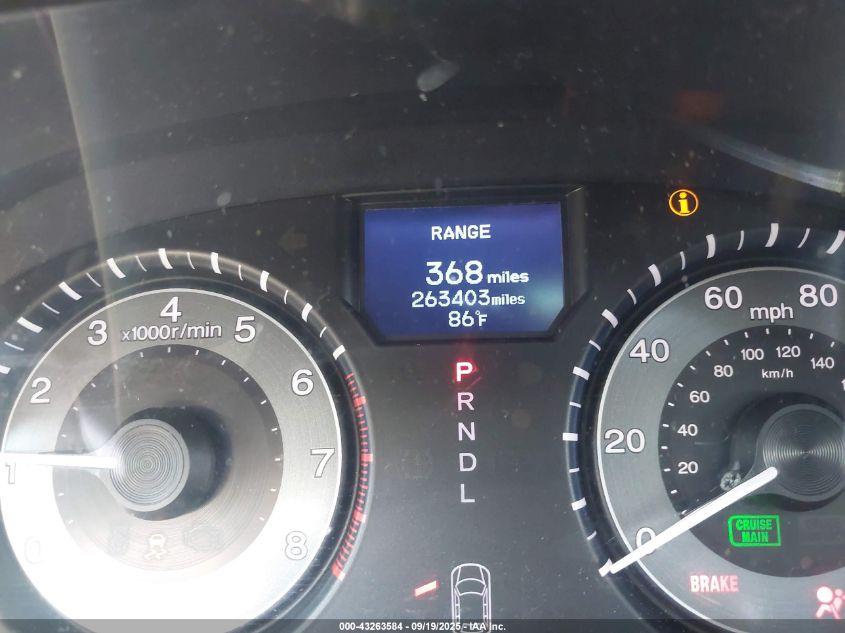 RANGE
368 miles
263403 miles
86°F
P
R
N
D
L
0
1
2
3
4
5
6
7
8
x1000r/min
0
20
40
60
80
mph
20
40
60
80
100
120
140
km/h
CRUISE
MAIN
BRAKE
000-43263584 - 09/19/2025 - IAA Inc.